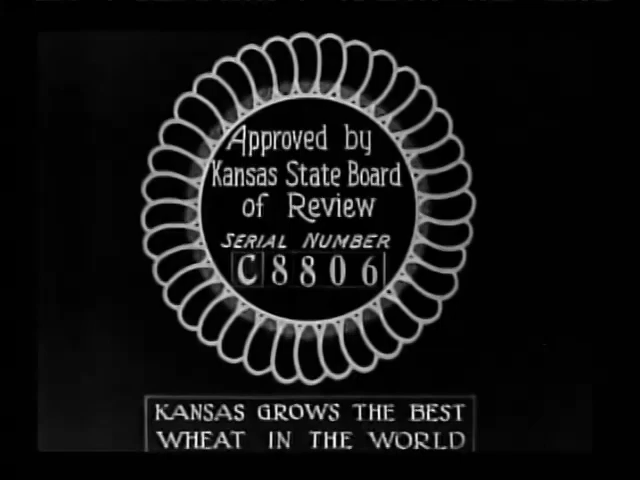 Approved by
Kansas State Board
of Review
SERIAL NUMBER
C8806
KANSAS GROWS THE BEST
WHEAT IN THE WORLD